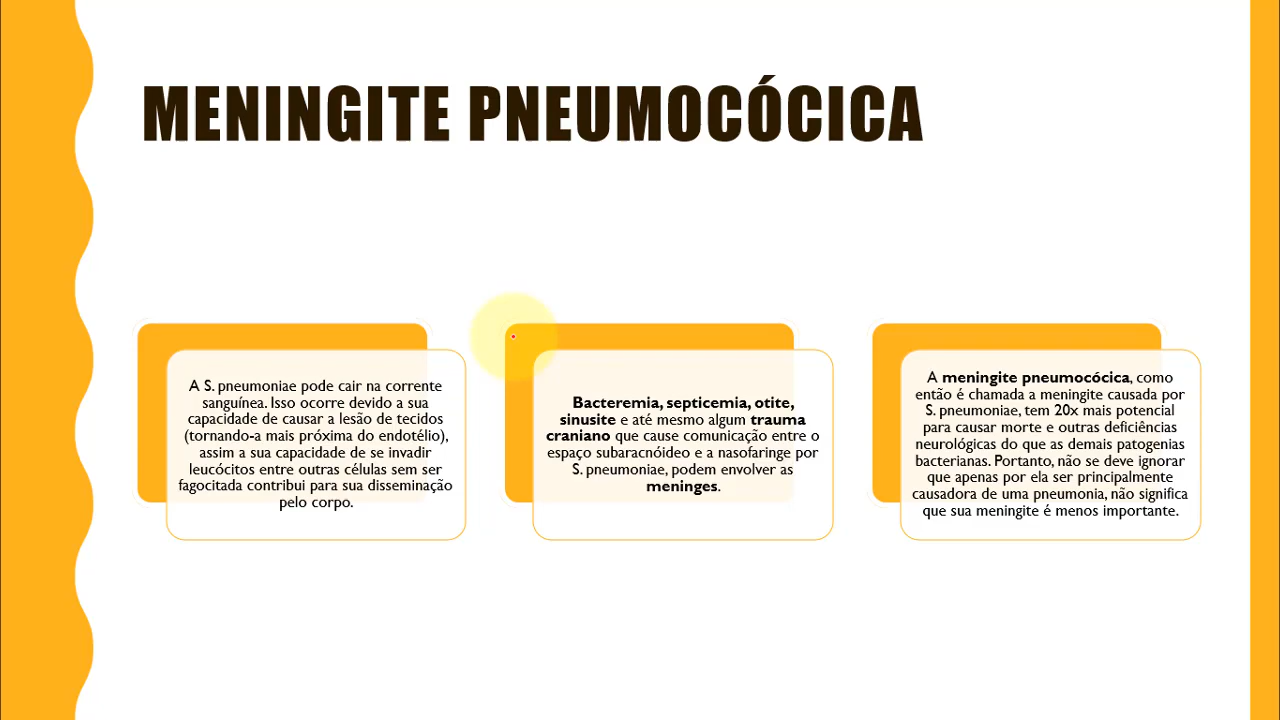 MENINGITE PNEUMOCÓCICA
A S. pneumoniae pode cair na corrente
sanguínea. Isso ocorre devido a sua
capacidade de causar a lesão de tecidos
(tornando-a mais próxima do endotélio),
assim a sua capacidade de se invadir
leucócitos entre outras células sem ser
fagocitada contribui para sua disseminação
pelo corpo.
Bacteremia, septicemia, otite,
sinusite e até mesmo algum trauma
craniano que cause comunicação entre o
espaço subaracnóideo e a nasofaringe por
S. pneumoniae, podem envolver as
meninges.
A meningite pneumocócica, como
então é chamada a meningite causada por
S. pneumoniae, tem 20x mais potencial
para causar morte e outras deficiências
neurológicas do que as demais patogenias
bacterianas. Portanto, não se deve ignorar
que apenas por ela ser principalmente
causadora de uma pneumonia, não significa
que sua meningite é menos importante.